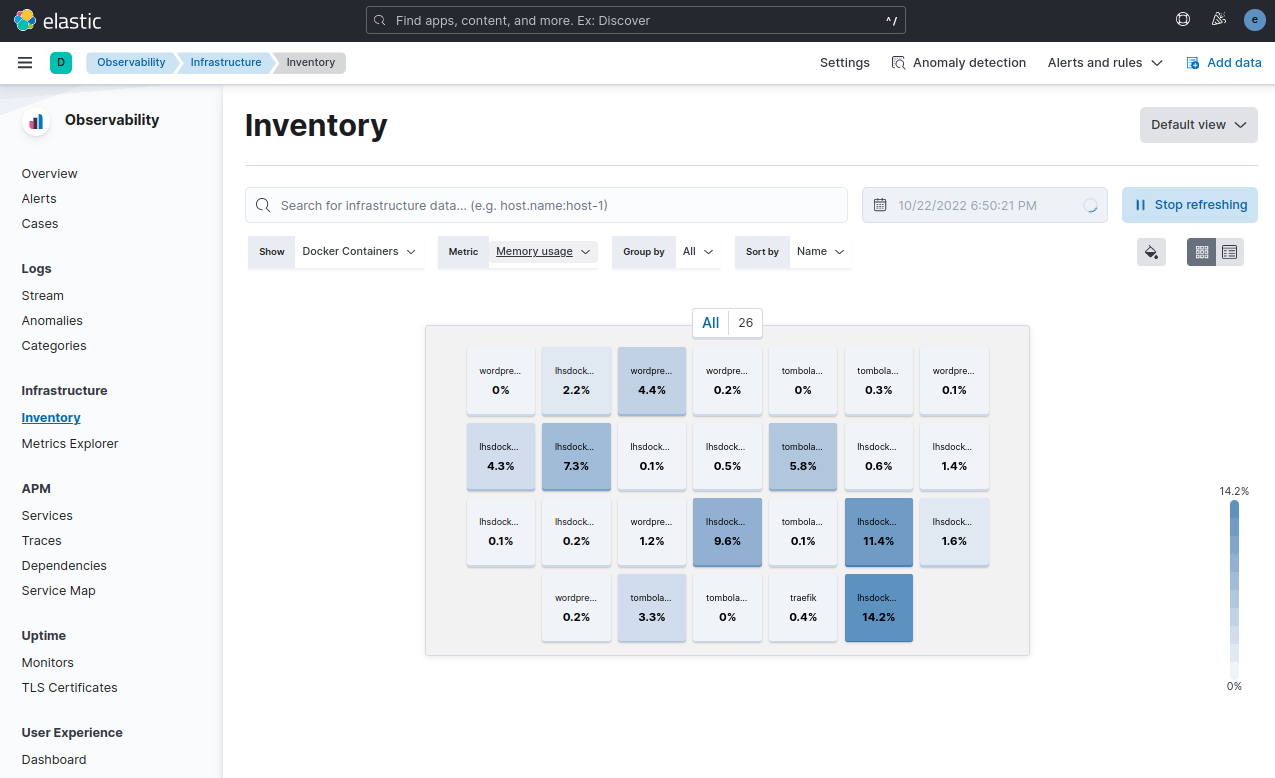 elastic
Find apps, content, and more. Ex: Discover
^/
e
D
Observability
Infrastructure
Inventory
Settings
Anomaly detection
Alerts and rules
Add data
Observability
Overview
Alerts
Cases
Logs
Stream
Anomalies
Categories
Infrastructure
Inventory
Metrics Explorer
APM
Services
Traces
Dependencies
Service Map
Uptime
Monitors
TLS Certificates
User Experience
Dashboard
Inventory
Default view
Search for infrastructure data... (e.g. host.name:host-1)
10/22/2022 6:50:21 PM
Stop refreshing
Show Docker Containers
Metric Memory usage
Group by All
Sort by Name
All 26
wordpre... lhsdock... wordpre... wordpre... tombola... tombola... wordpre...
0% 2.2% 4.4% 0.2% 0% 0.3% 0.1%
lhsdock... lhsdock... lhsdock... lhsdock... tombola... lhsdock... lhsdock...
4.3% 7.3% 0.1% 0.5% 5.8% 0.6% 1.4%
lhsdock... lhsdock... wordpre... lhsdock... tombola... lhsdock... lhsdock...
0.1% 0.2% 1.2% 9.6% 0.1% 11.4% 1.6%
wordpre... tombola... tombola... traefik lhsdock...
0.2% 3.3% 0% 0.4% 14.2%
14.2%
0%